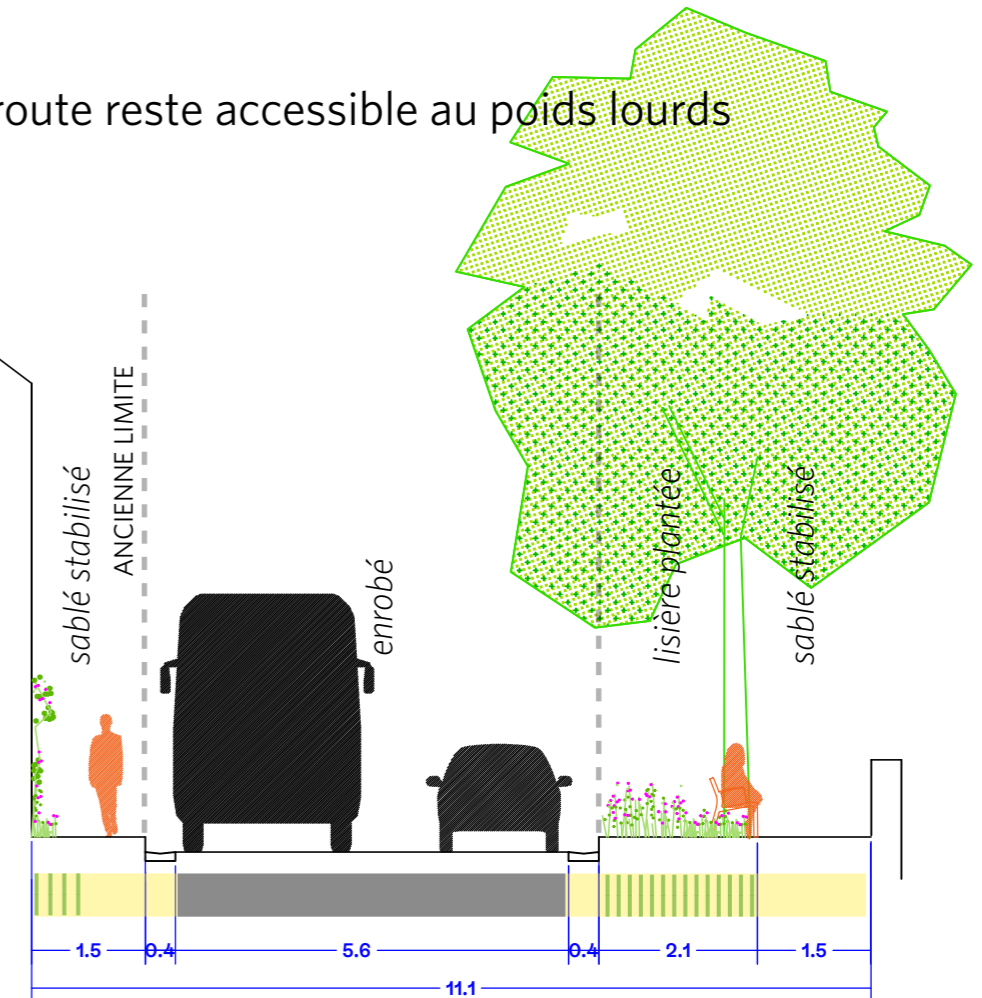 route reste accessible au poids lourds
ANCIENNE LIMITE
sablé stabilisé
enrobé
lisière plantée
sablé stabilisé
1.5 0.4 5.6 0.4 2.1 1.5
11.1